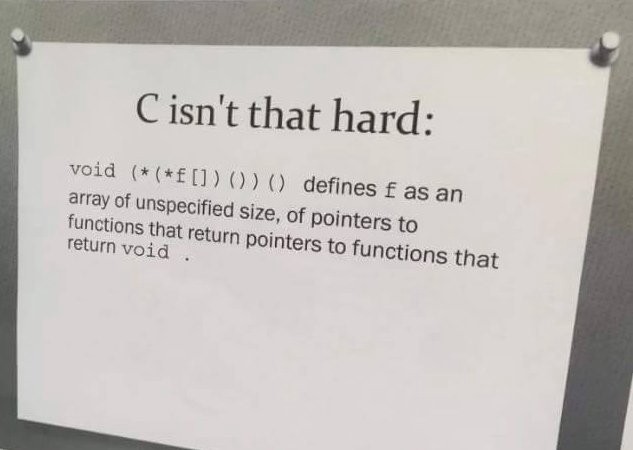 C isn't that hard:
void (*(*f[])())() defines f as an
array of unspecified size, of pointers to
functions that return pointers to functions that
return void .